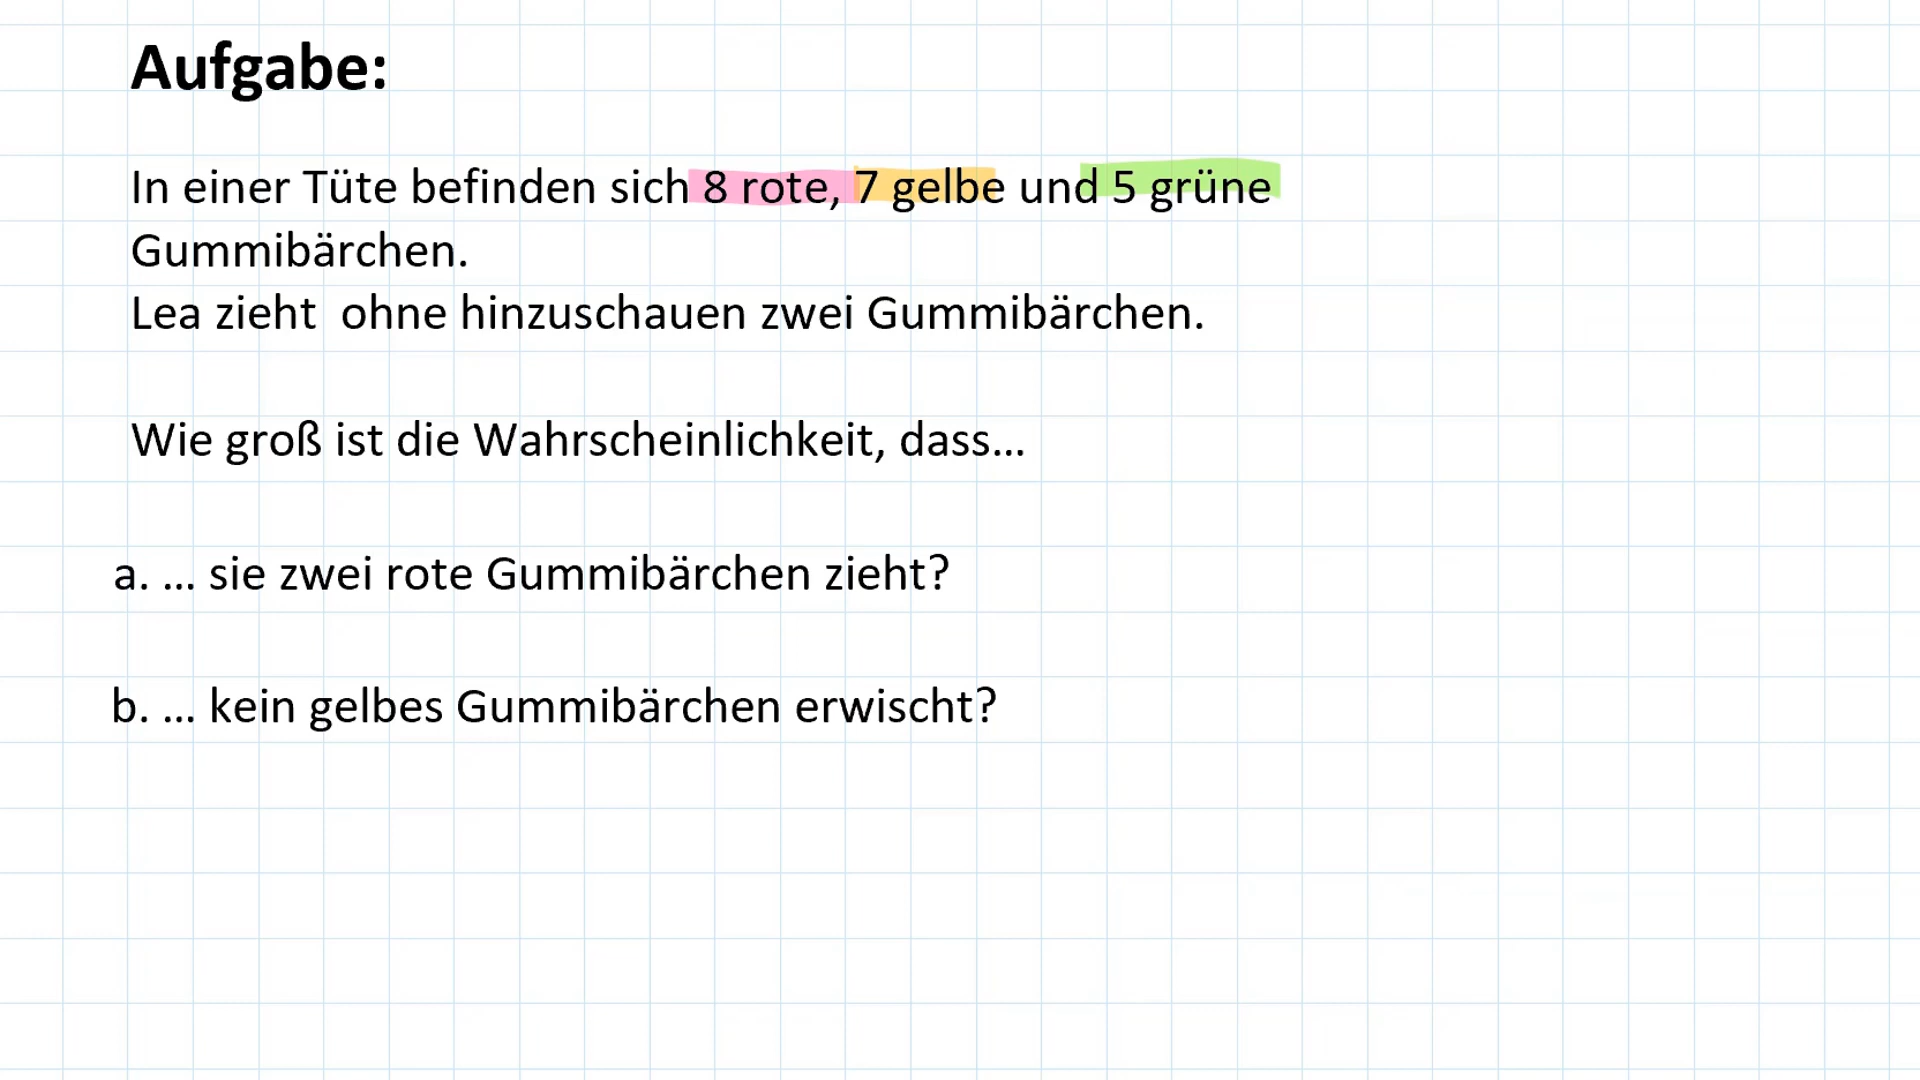 Aufgabe:
In einer Tüte befinden sich 8 rote, 7 gelbe und 5 grüne
Gummibärchen.
Lea zieht  ohne hinzuschauen zwei Gummibärchen.
Wie groß ist die Wahrscheinlichkeit, dass...
a. ... sie zwei rote Gummibärchen zieht?
b. ... kein gelbes Gummibärchen erwischt?